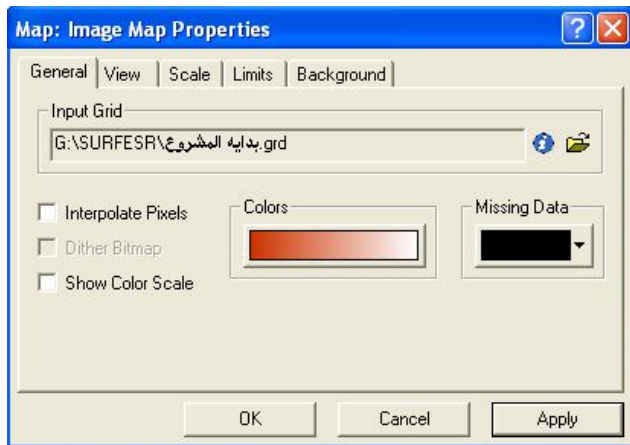 Map: Image Map Properties
General View Scale Limits Background
Input Grid
G:\SURFESR\بدايه المشروع.grd
Interpolate Pixels
Colors
Missing Data
Dither Bitmap
Show Color Scale
OK Cancel Apply